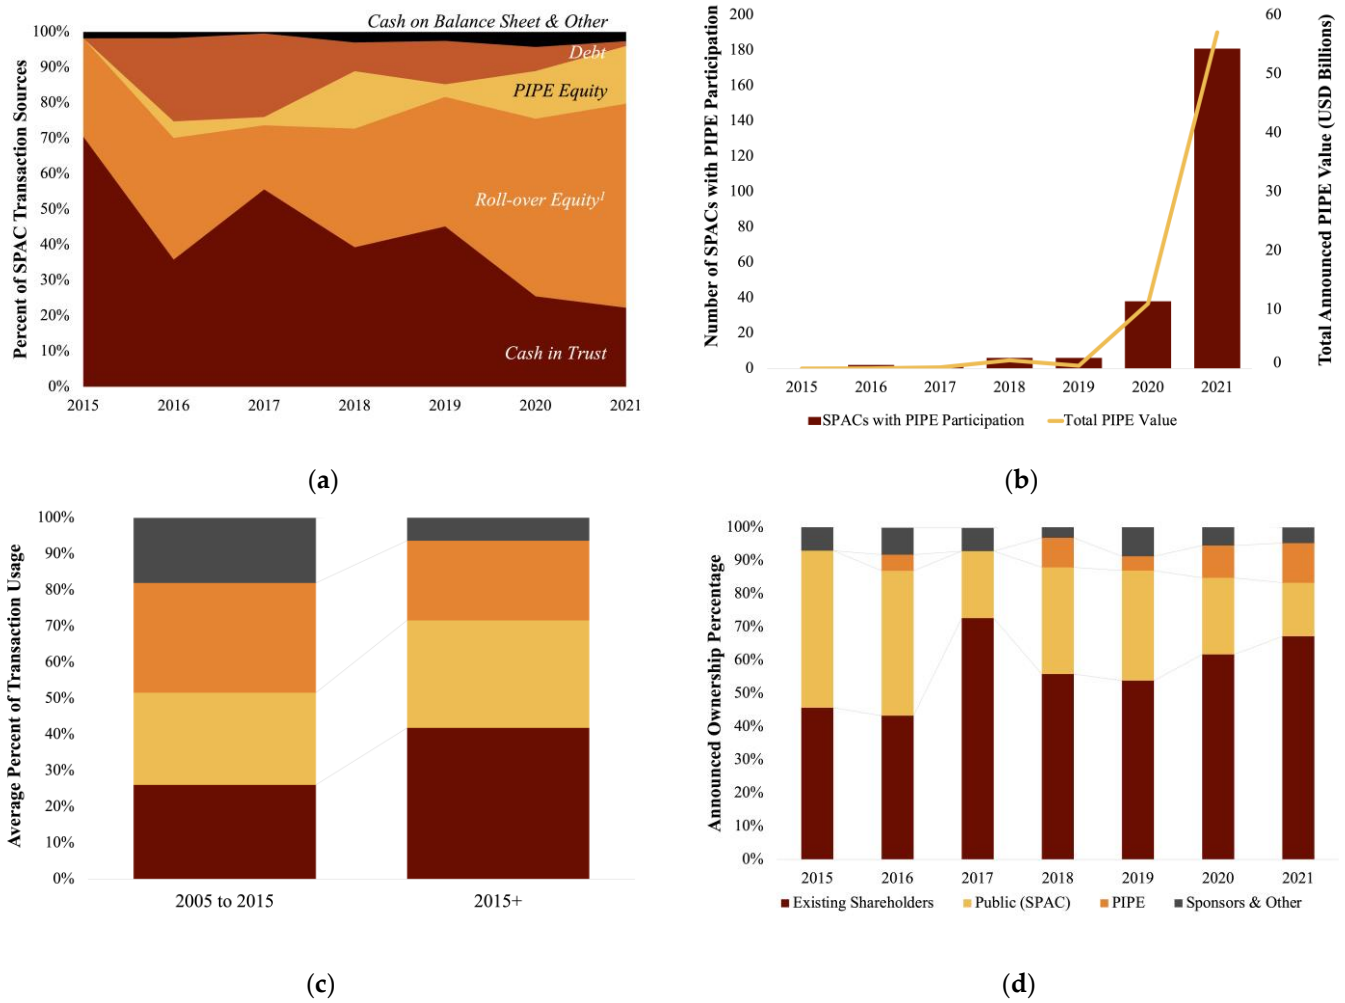 Percent of SPAC Transaction Sources
100%
90%
80%
70%
60%
50%
40%
30%
20%
10%
0%
Cash on Balance Sheet & Other
Debt
PIPE Equity
Roll-over Equity¹
Cash in Trust
2015 2016 2017 2018 2019 2020 2021
(a)
Number of SPACs with PIPE Participation
200
180
160
140
120
100
80
60
40
20
0
60
50
40
30
20
10
0
Total Announced PIPE Value (USD Billions)
2015 2016 2017 2018 2019 2020 2021
SPACs with PIPE Participation Total PIPE Value
(b)
Average Percent of Transaction Usage
100%
90%
80%
70%
60%
50%
40%
30%
20%
10%
0%
2005 to 2015 2015+
(c)
Announced Ownership Percentage
100%
90%
80%
70%
60%
50%
40%
30%
20%
10%
0%
2015 2016 2017 2018 2019 2020 2021
Existing Shareholders Public (SPAC) PIPE Sponsors & Other
(d)